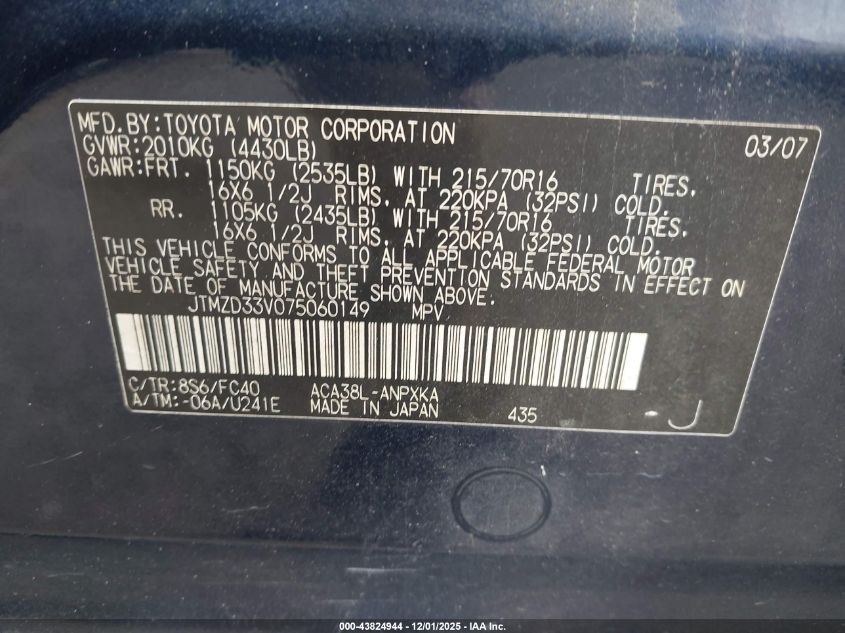 MFD.BY:TOYOTA MOTOR CORPORATION 03/07
GVWR:2010KG (4430LB)
GAWR:FRT. 1150KG (2535LB) WITH 215/70R16 TIRES,
16X6 1/2J RIMS, AT 220KPA (32PSI) COLD.
RR. 1105KG (2435LB) WITH 215/70R16 TIRES,
16X6 1/2J RIMS, AT 220KPA (32PSI) COLD.
THIS VEHICLE CONFORMS TO ALL APPLICABLE FEDERAL MOTOR
VEHICLE SAFETY AND THEFT PREVENTION STANDARDS IN EFFECT ON
THE DATE OF MANUFACTURE SHOWN ABOVE.
JTMZD33V075060149 MPV
C/TR:8S6/FC40 ACA38L-ANPXKA
A/TM:-06A/U241E MADE IN JAPAN 435 -J
000-43824944 - 12/01/2025 - IAA Inc.